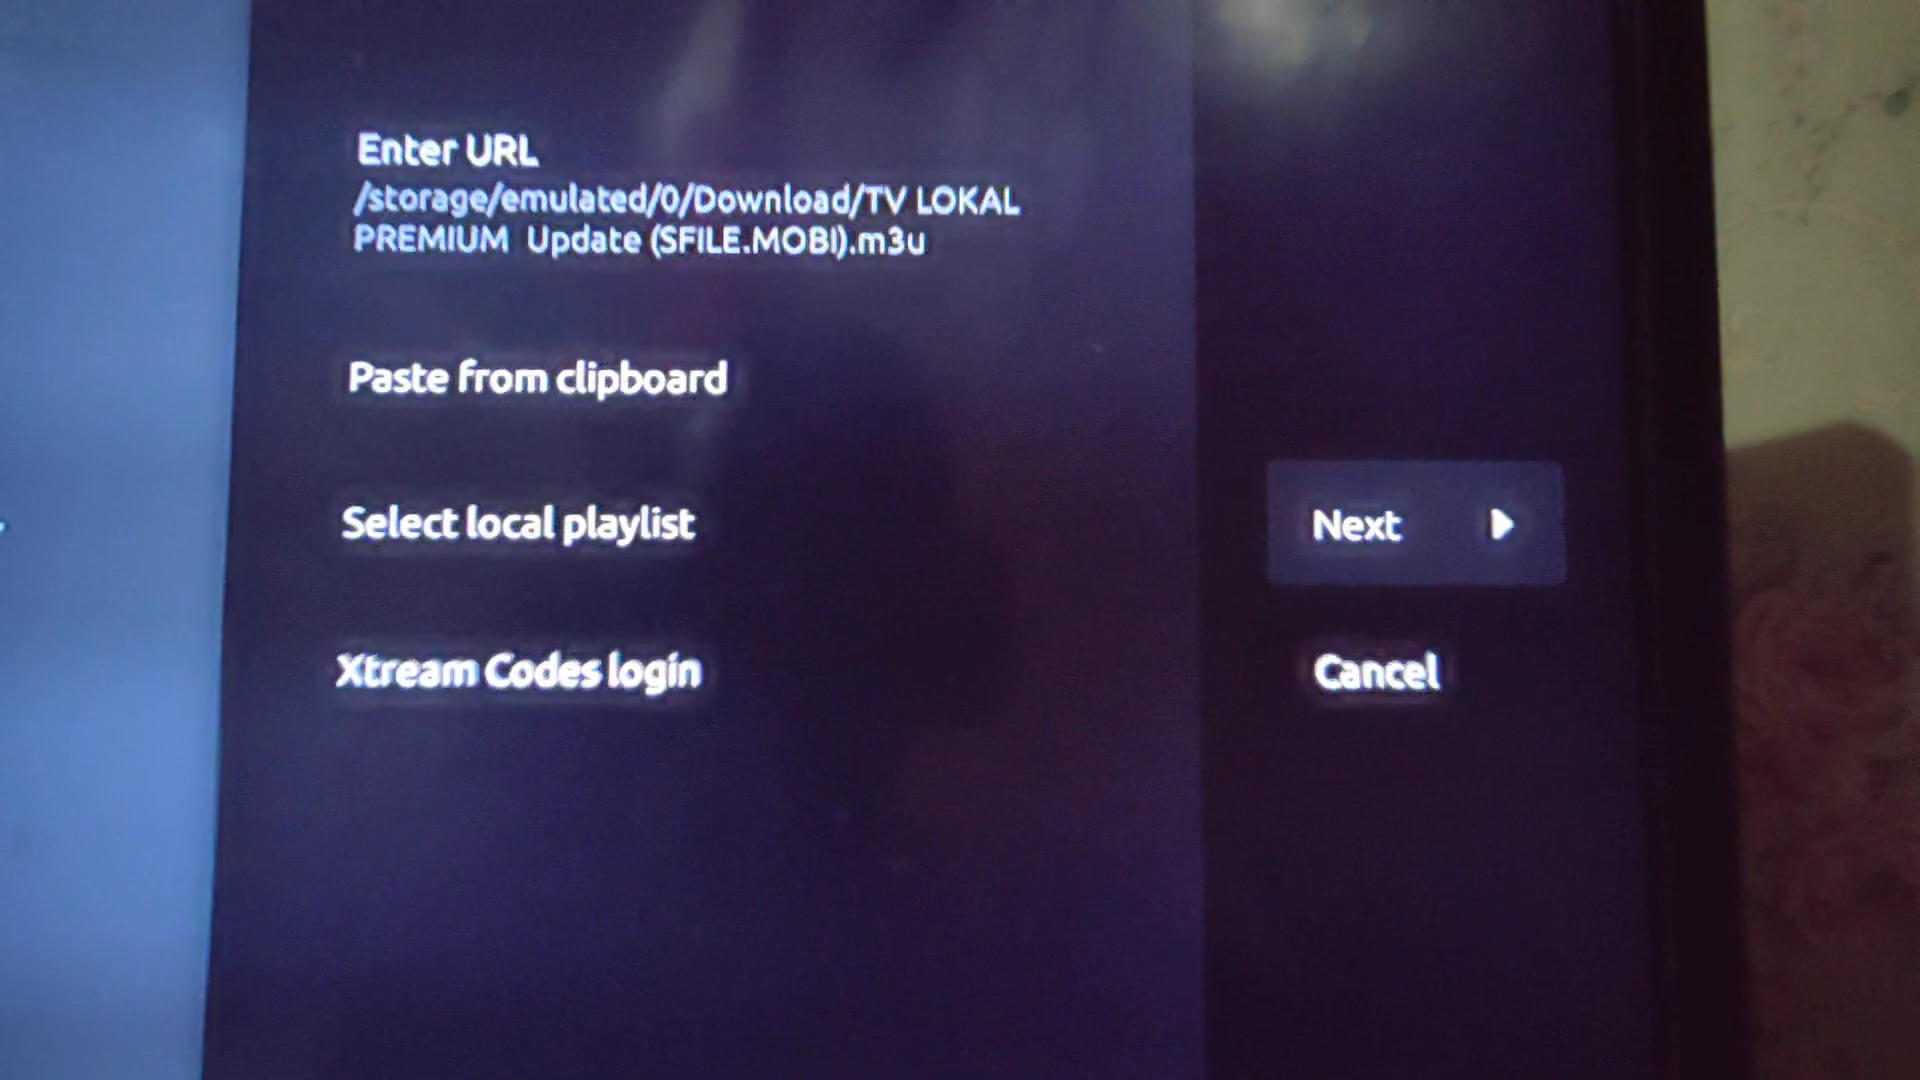 Enter URL
/storage/emulated/0/Download/TV LOKAL
PREMIUM  Update (SFILE.MOBI).m3u
Paste from clipboard
Select local playlist
Next
Xtream Codes login
Cancel